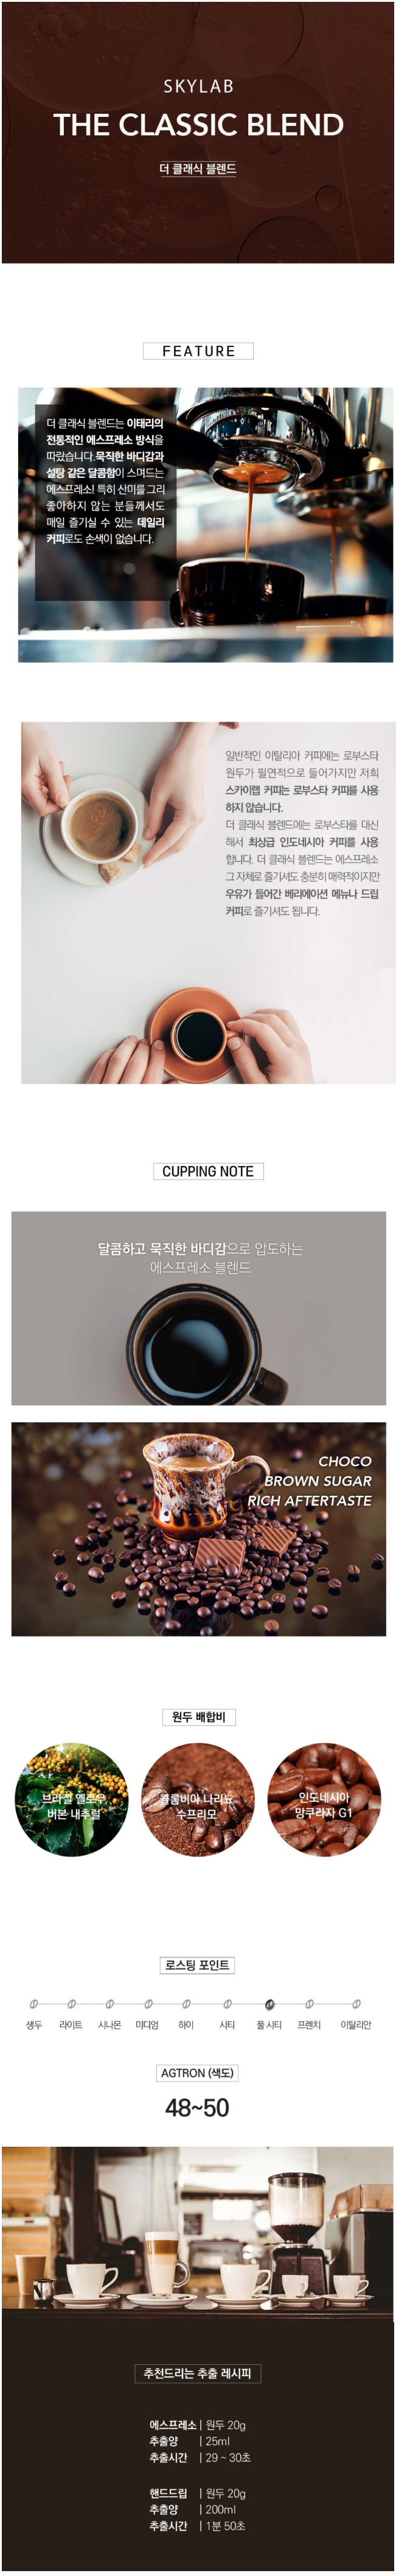 SKYLAB
THE CLASSIC BLEND
더 클래식 블렌드
FEATURE
더 클래식 블렌드는 이태리의
전통적인 에스프레소 방식을
따랐습니다.묵직한 바디감과
설탕 같은 달콤함이 스며드는
에스프레소! 특히 산미를 그리
좋아하지 않는 분들께서도
매일 즐기실 수 있는 데일리
커피로도 손색이 없습니다.
일반적인 이탈리아 커피에는 로부스타
원두가 필연적으로 들어가지만 저희
스카이랩 커피는 로부스타 커피를 사용
하지 않습니다.
더 클래식 블렌드에는 로부스타를 대신
해서 최상급 인도네시아 커피를 사용
합니다. 더 클래식 블렌드는 에스프레소
그 자체로 즐기셔도 충분히 매력적이지만
우유가 들어간 베리에이션 메뉴나 드립
커피로 즐기셔도 됩니다.
CUPPING NOTE
달콤하고 묵직한 바디감으로 압도하는
에스프레소 블렌드
CHOCO
BROWN SUGAR
RICH AFTERTASTE
원두 배합비
브라질 옐로우
버본 내추럴
콜롬비아 나리뇨
수프리모
인도네시아
망쿠라자 G1
로스팅 포인트
생두 라이트 시나몬 미디엄 하이 시티 풀 시티 프렌치 이탈리안
AGTRON (색도)
48~50
추천드리는 추출 레시피
에스프레소 | 원두 20g
추출양 | 25ml
추출시간 | 29 ~ 30초
핸드드립 | 원두 20g
추출양 | 200ml
추출시간 | 1분 50초